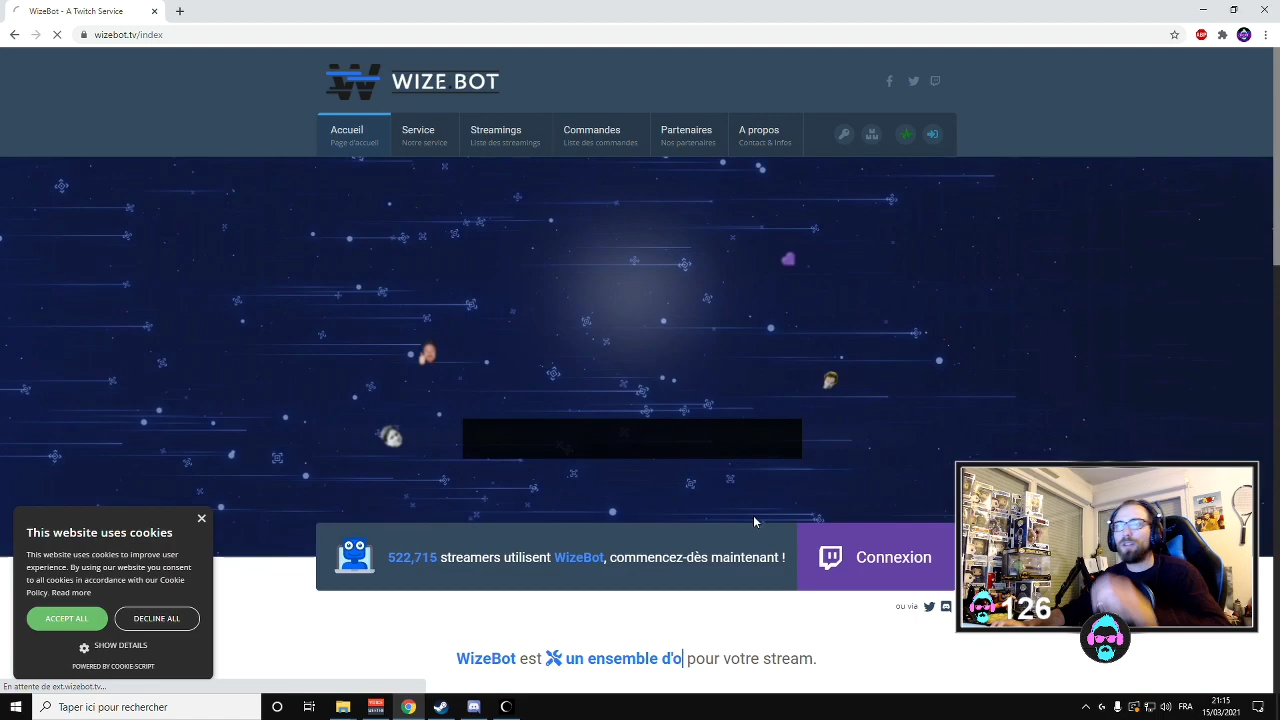 WizeBot - A Twitch Service
wizebot.tv/index
ABP
WIZE.BOT
Accueil
Page d'accueil
Service
Notre service
Streamings
Liste des streamings
Commandes
Liste des commandes
Partenaires
Nos partenaires
A propos
Contact & Infos
This website uses cookies
This website uses cookies to improve user
experience. By using our website you consent
to all cookies in accordance with our Cookie
Policy. Read more
ACCEPT ALL
DECLINE ALL
SHOW DETAILS
POWERED BY COOKIE-SCRIPT
522,715 streamers utilisent WizeBot, commencez-dès maintenant !
Connexion
ou via
WizeBot est un ensemble d'o pour votre stream.
126
En attente de ext.wizebot.tv...
Taper ici pour rechercher
FRA
21:15
15/03/2021